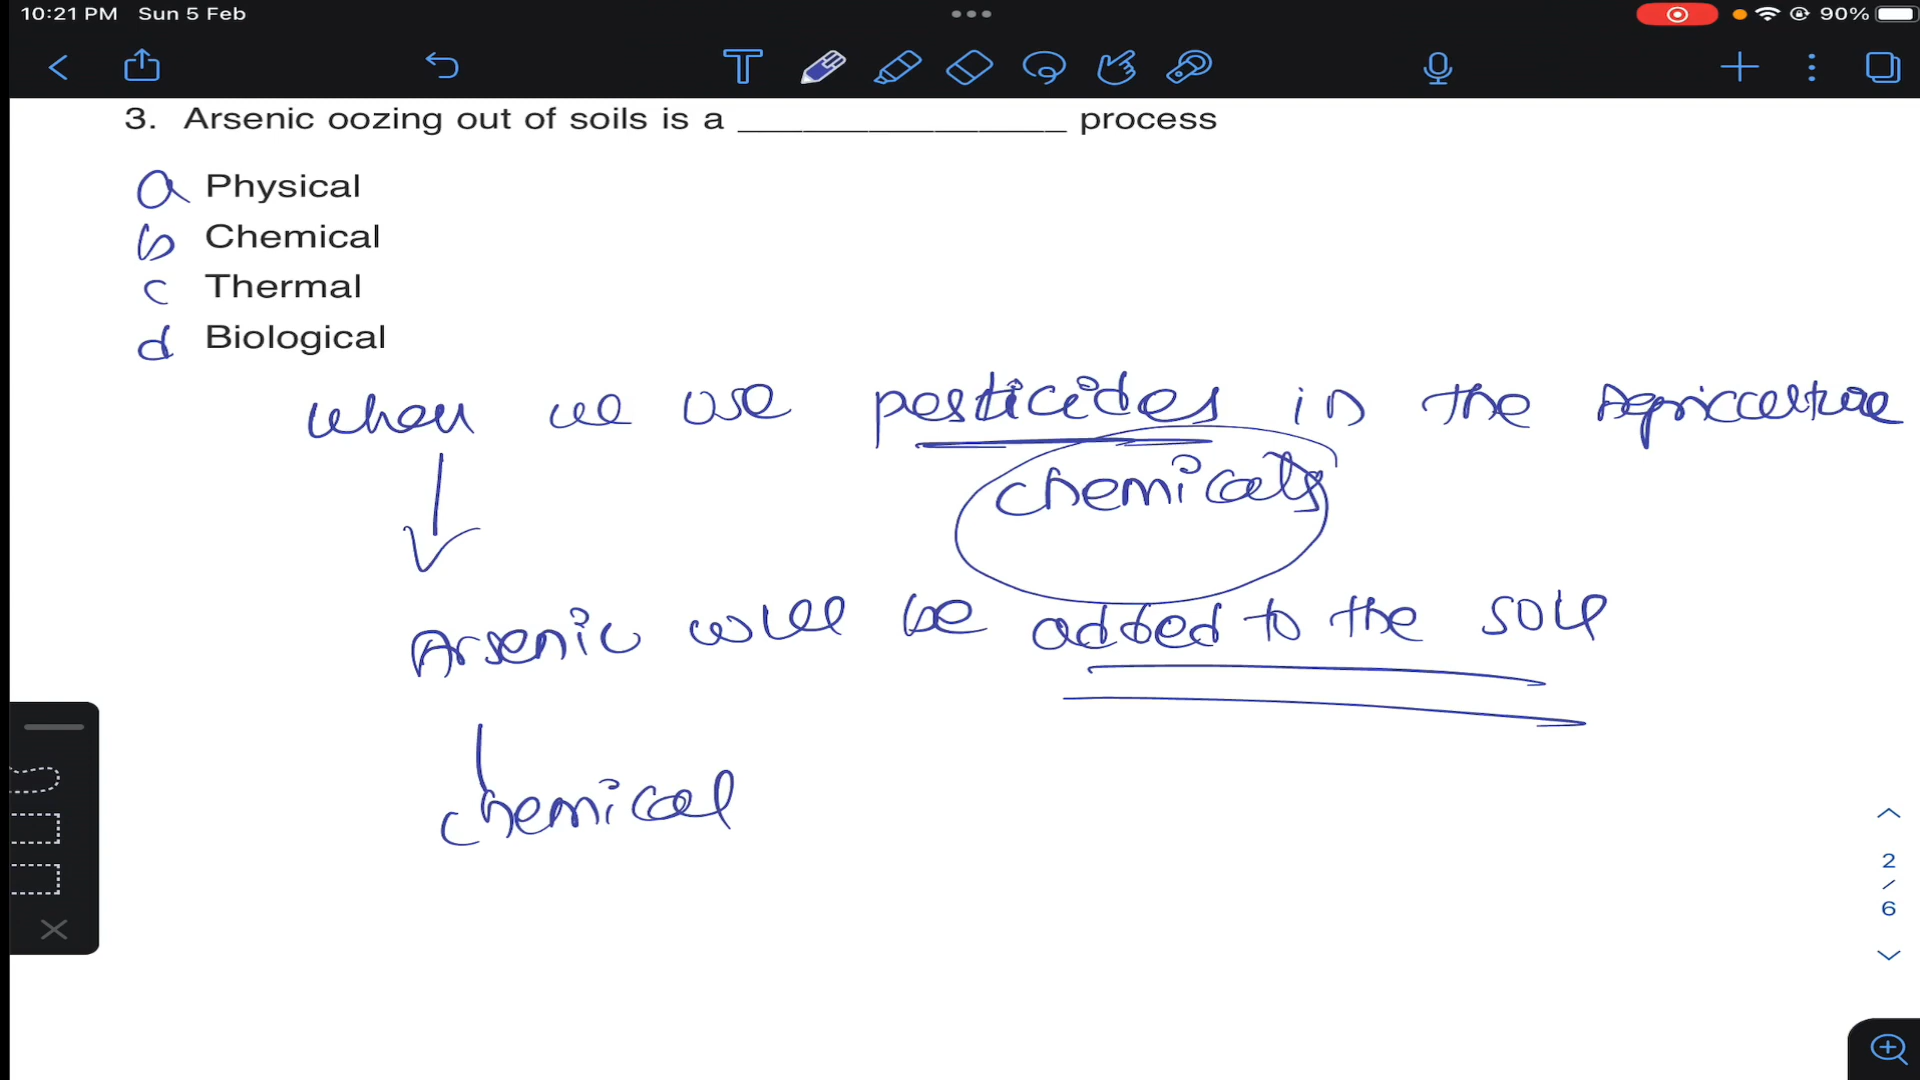 10:21 PM Sun 5 Feb
90%
3. Arsenic oozing out of soils is a _______________ process
a Physical
b Chemical
c Thermal
d Biological
when we use pesticides in the Agriculture
chemicals
Arsenic will be added to the soil
chemical
2
/
6